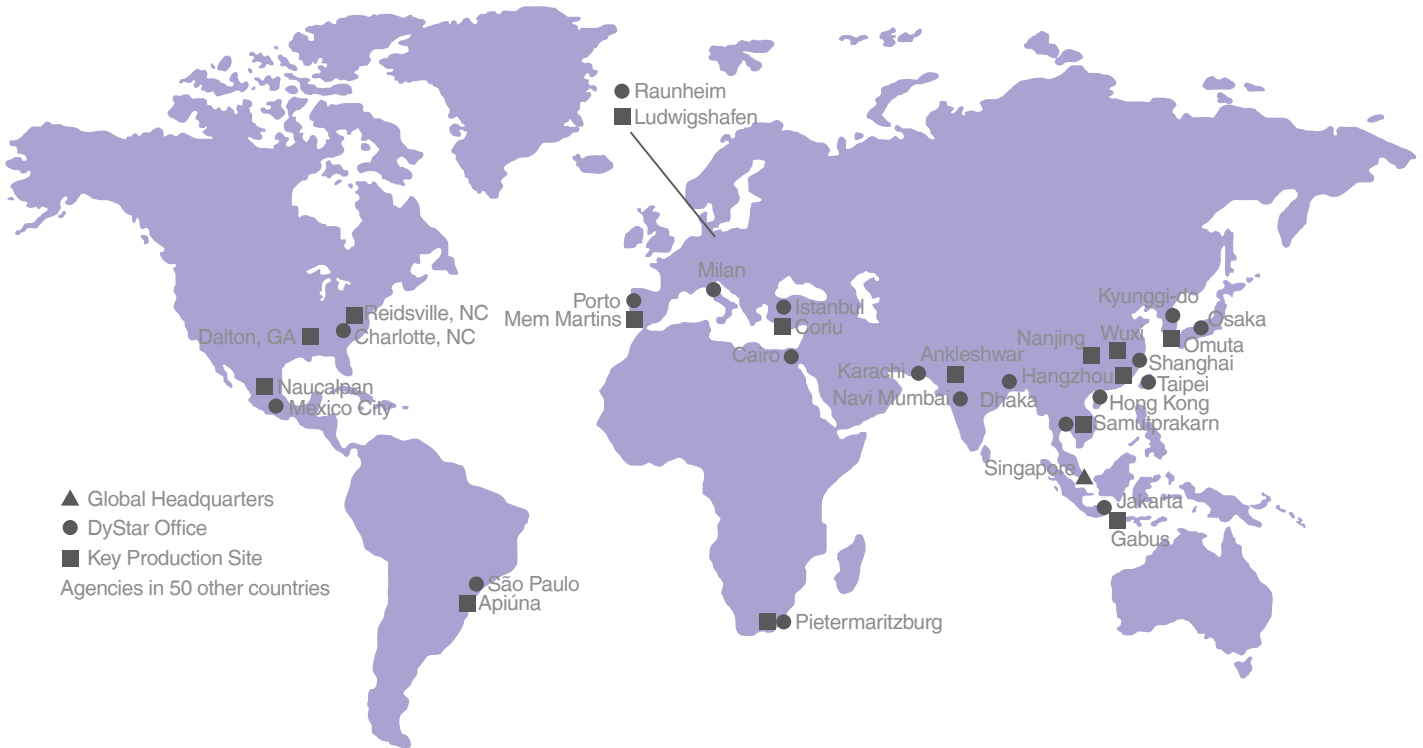 Raunheim
Ludwigshafen
Milan
Porto
Mem Martins
Istanbul
Corlu
Cairo
Reidsville, NC
Dalton, GA
Charlotte, NC
Naucalpan
Mexico City
Kyunggi-do
Osaka
Omuta
Nanjing
Wuxi
Shanghai
Ankleshwar
Karachi
Hangzhou
Taipei
Navi Mumbai
Dhaka
Hong Kong
Samutprakarn
Singapore
Jakarta
Gabus
Global Headquarters
DyStar Office
Key Production Site
Agencies in 50 other countries
São Paulo
Apiúna
Pietermaritzburg